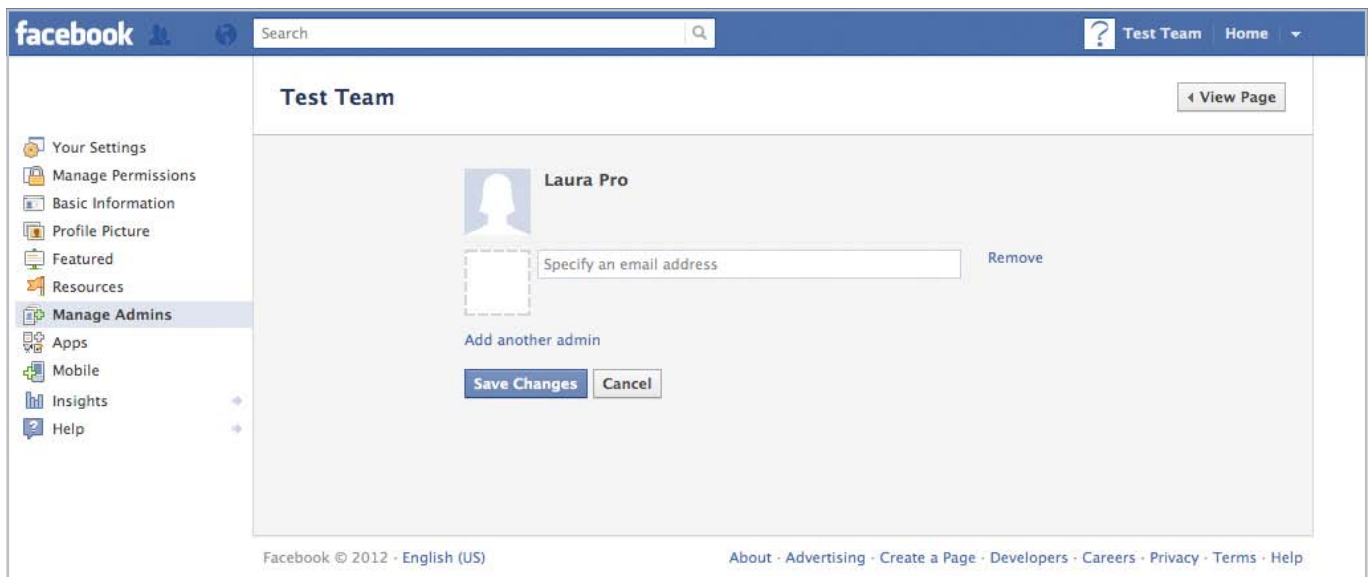 facebook
Search
Test Team
Home
Test Team
View Page
Your Settings
Manage Permissions
Basic Information
Profile Picture
Featured
Resources
Manage Admins
Apps
Mobile
Insights
Help
Laura Pro
Specify an email address
Remove
Add another admin
Save Changes
Cancel
Facebook © 2012 · English (US)
About · Advertising · Create a Page · Developers · Careers · Privacy · Terms · Help